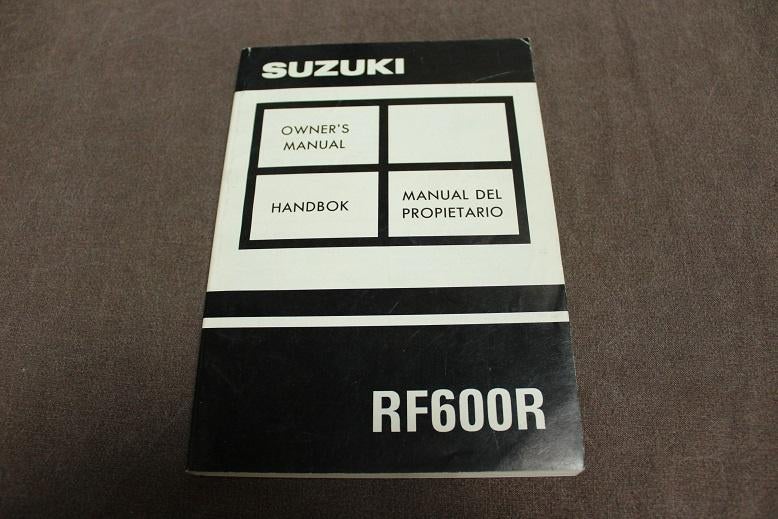 SUZUKI
OWNER'S
MANUAL
HANDBOK
MANUAL DEL
PROPIETARIO
RF600R